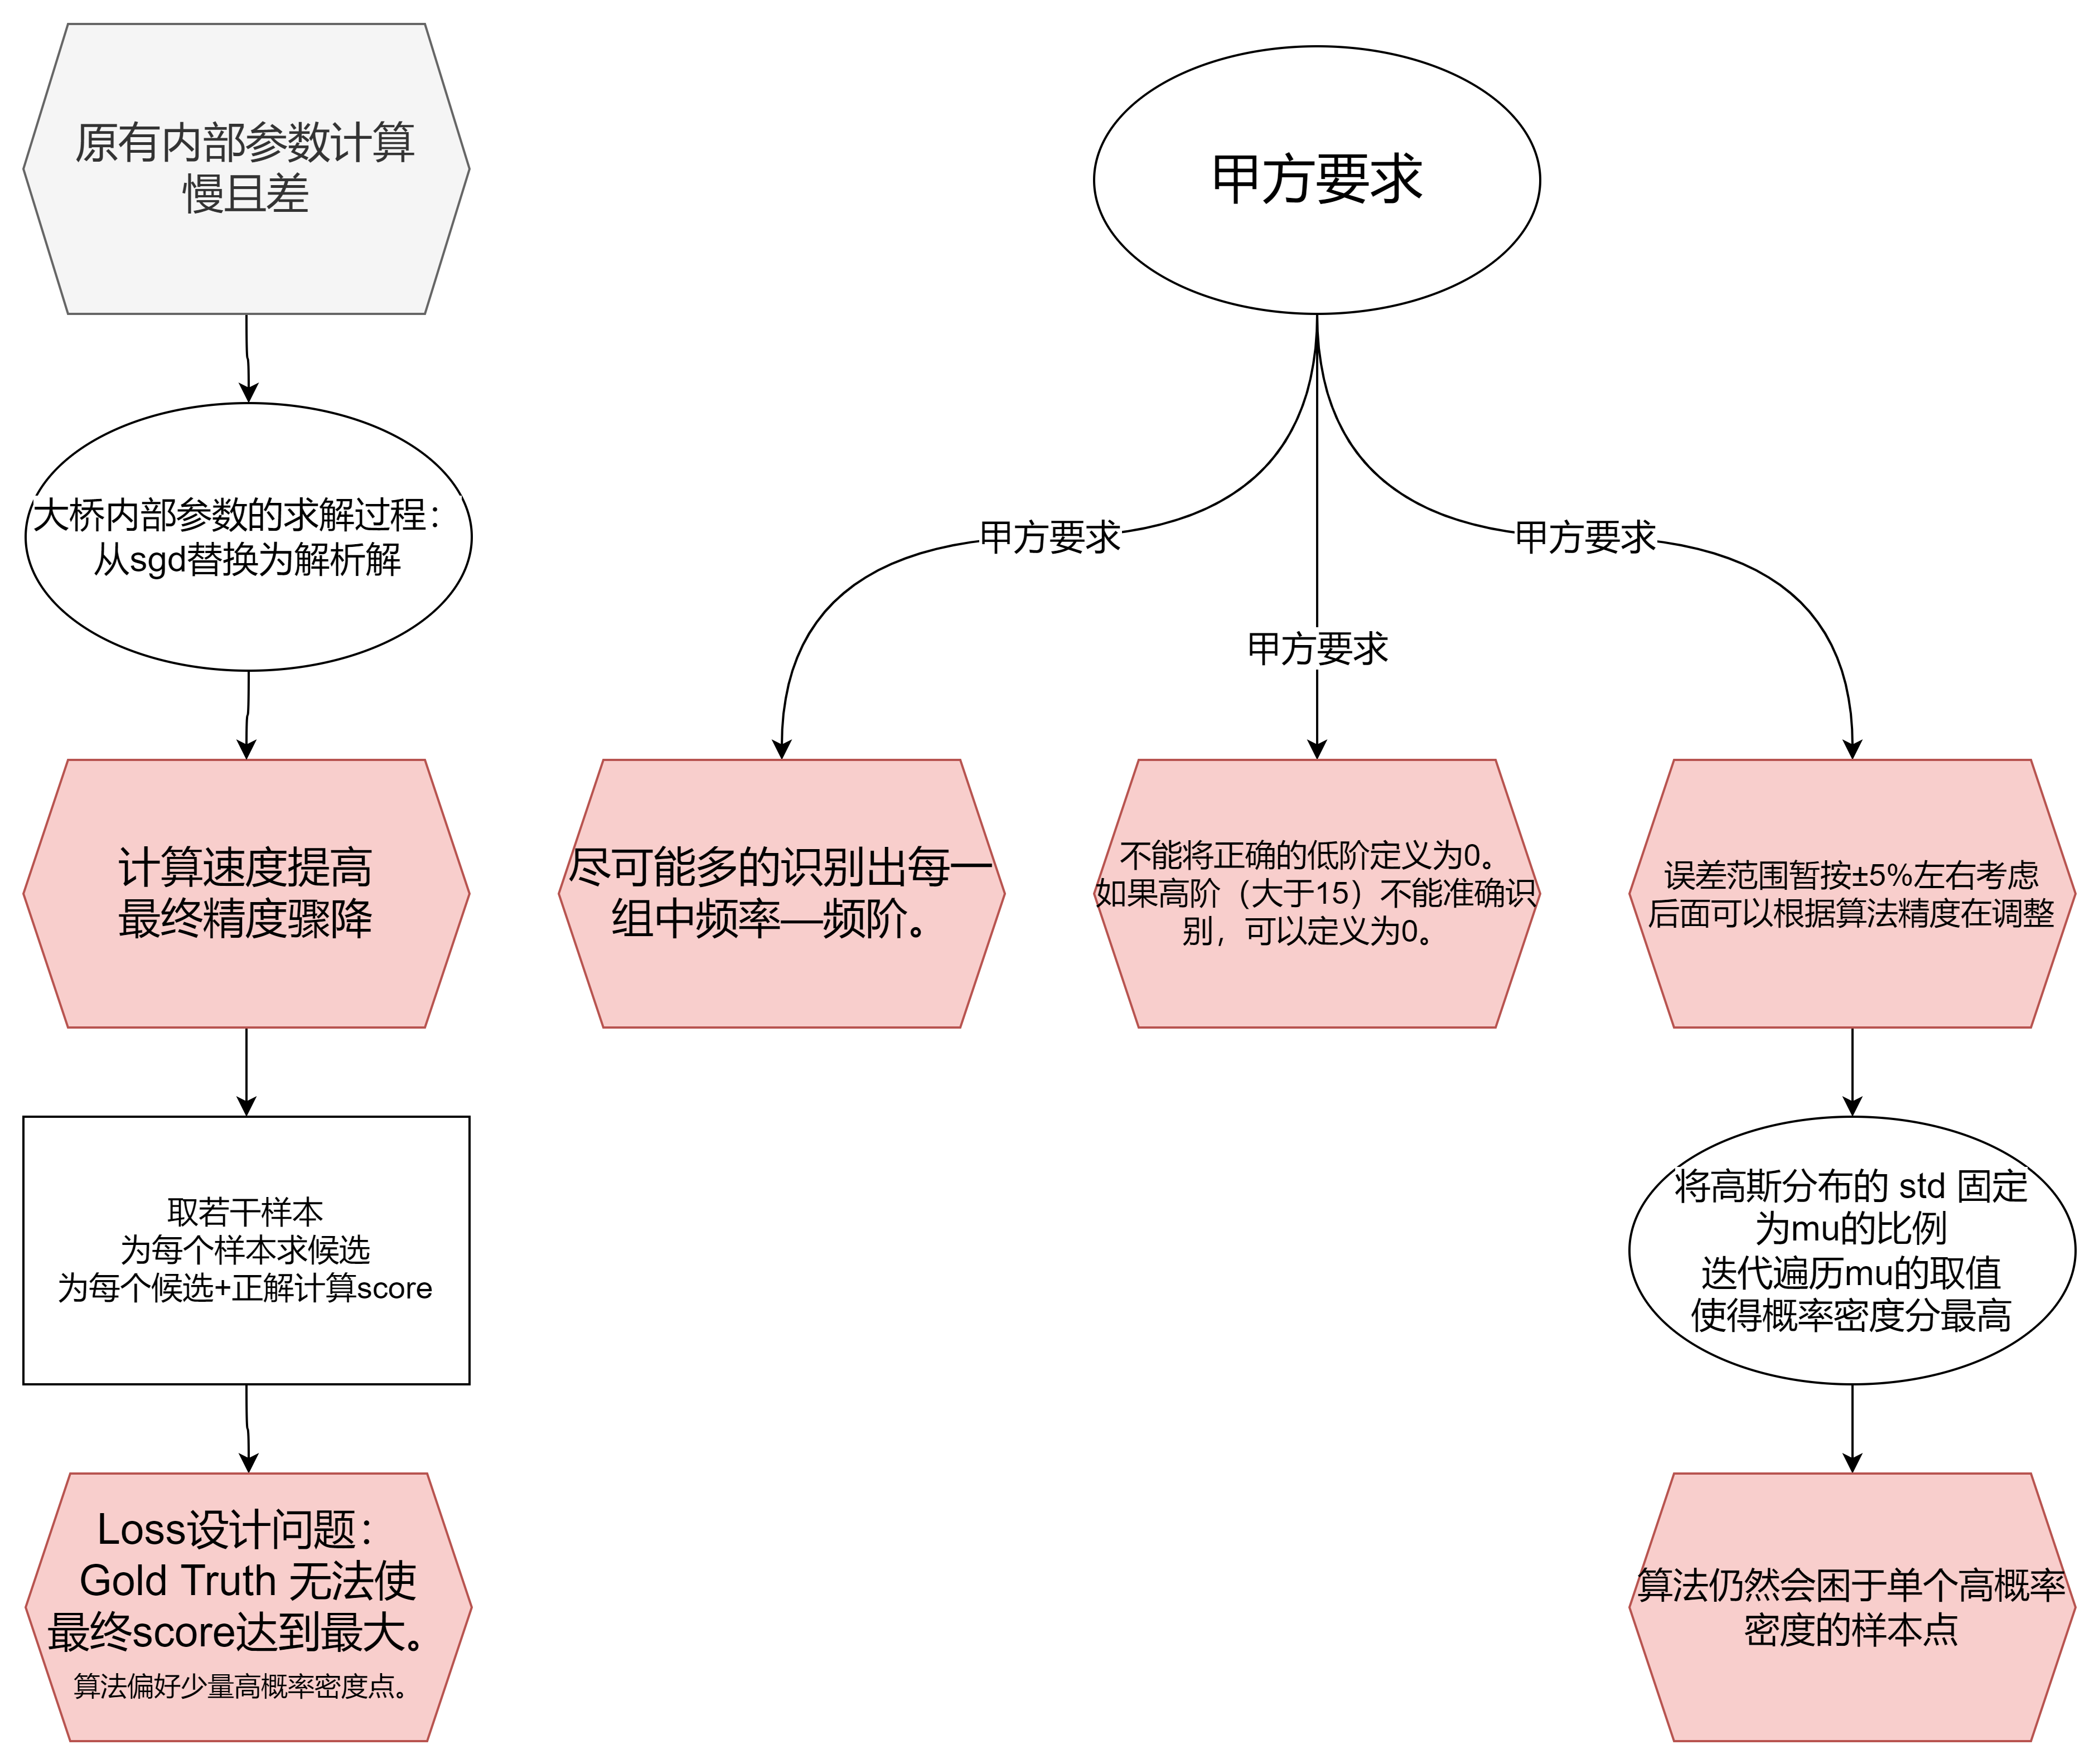 原有内部参数计算
慢且差
大桥内部参数的求解过程：
从sgd替换为解析解
计算速度提高
最终精度骤降
取若干样本
为每个样本求候选
为每个候选+正解计算score
Loss设计问题：
Gold Truth 无法使
最终score达到最大。
算法偏好少量高概率密度点。
甲方要求
甲方要求
甲方要求
甲方要求
尽可能多的识别出每一
组中频率—频阶。
不能将正确的低阶定义为0。
如果高阶（大于15）不能准确识
别，可以定义为0。
误差范围暂按±5%左右考虑
后面可以根据算法精度在调整
将高斯分布的 std 固定
为mu的比例
迭代遍历mu的取值
使得概率密度分最高
算法仍然会困于单个高概率
密度的样本点